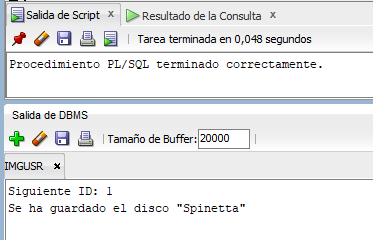 Salida de Script x Resultado de la Consulta x
Tarea terminada en 0,048 segundos
Procedimiento PL/SQL terminado correctamente.
Salida de DBMS
Tamaño de Buffer: 20000
IMGUSR x
Siguiente ID: 1
Se ha guardado el disco "Spinetta"